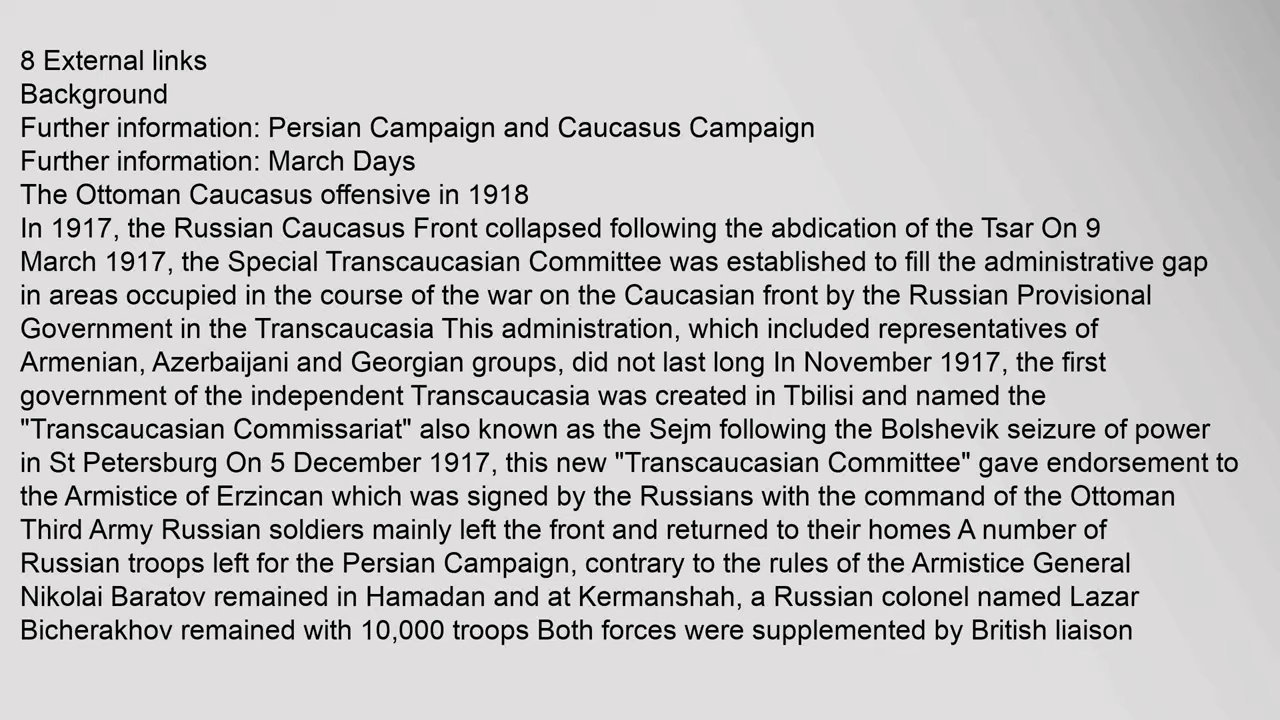 8 External links
Background
Further information: Persian Campaign and Caucasus Campaign
Further information: March Days
The Ottoman Caucasus offensive in 1918
In 1917, the Russian Caucasus Front collapsed following the abdication of the Tsar On 9
March 1917, the Special Transcaucasian Committee was established to fill the administrative gap
in areas occupied in the course of the war on the Caucasian front by the Russian Provisional
Government in the Transcaucasia This administration, which included representatives of
Armenian, Azerbaijani and Georgian groups, did not last long In November 1917, the first
government of the independent Transcaucasia was created in Tbilisi and named the
"Transcaucasian Commissariat" also known as the Sejm following the Bolshevik seizure of power
in St Petersburg On 5 December 1917, this new "Transcaucasian Committee" gave endorsement to
the Armistice of Erzincan which was signed by the Russians with the command of the Ottoman
Third Army Russian soldiers mainly left the front and returned to their homes A number of
Russian troops left for the Persian Campaign, contrary to the rules of the Armistice General
Nikolai Baratov remained in Hamadan and at Kermanshah, a Russian colonel named Lazar
Bicherakhov remained with 10,000 troops Both forces were supplemented by British liaison